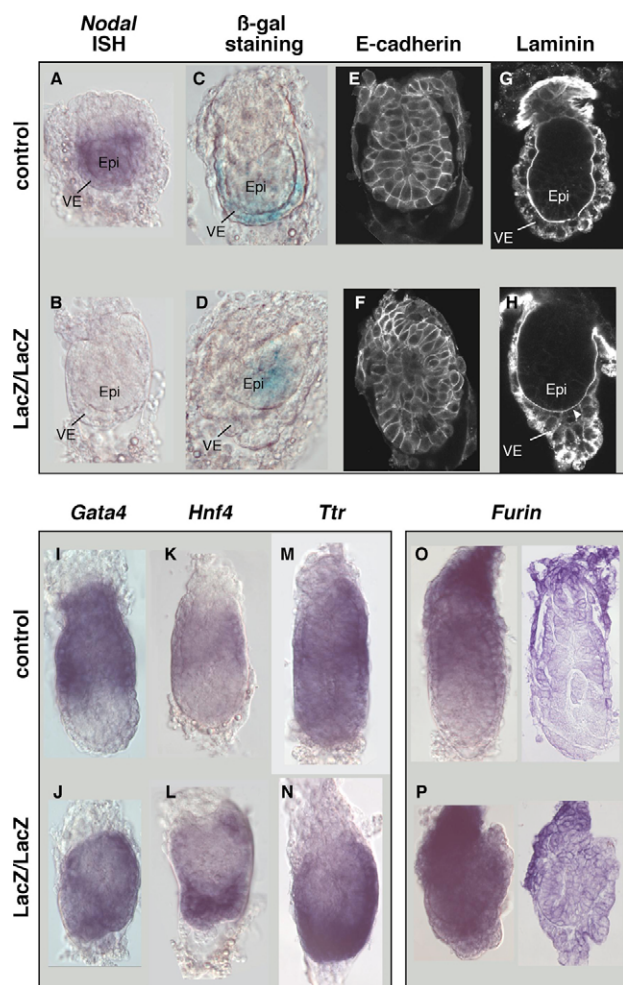 Nodal ISH
ß-gal staining
E-cadherin
Laminin
control
A
Epi
VE
C
Epi
VE
E
G
Epi
VE
LacZ/LacZ
B
Epi
VE
D
Epi
VE
F
H
Epi
VE
Gata4
Hnf4
Ttr
Furin
control
I
K
M
O
LacZ/LacZ
J
L
N
P